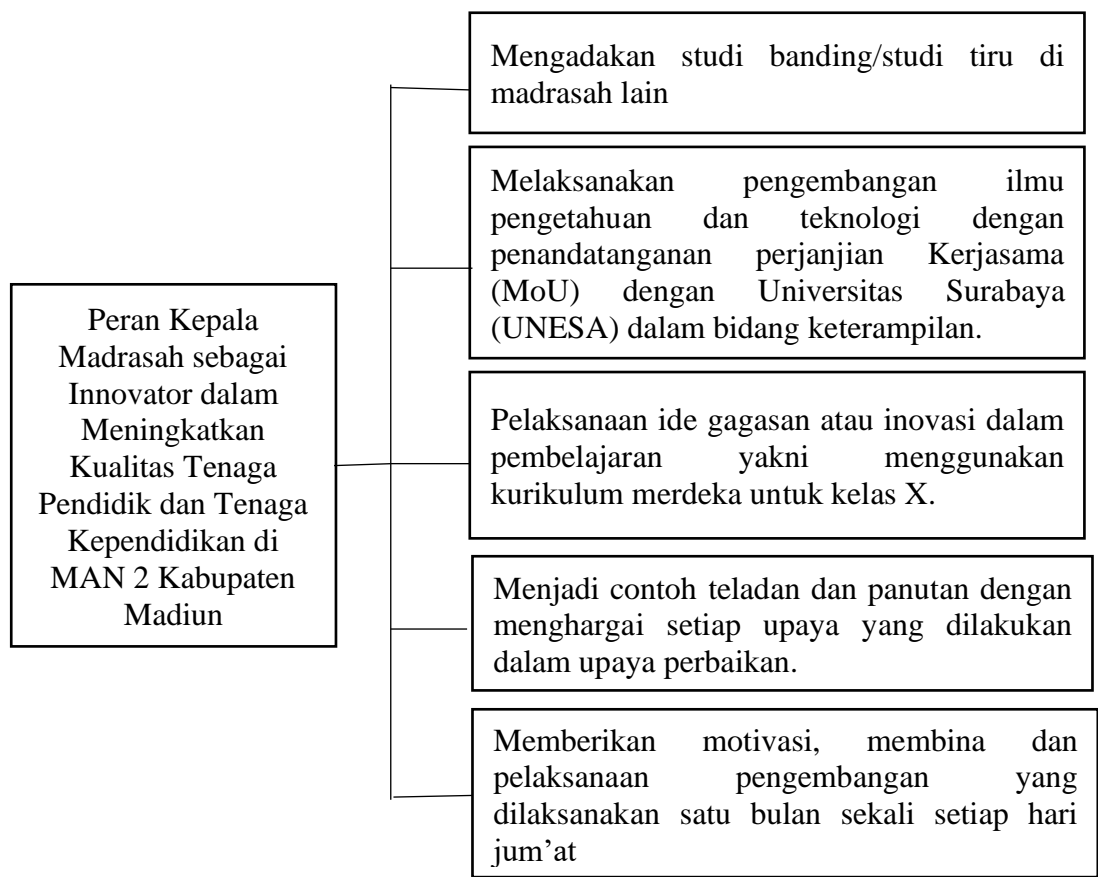 Peran Kepala
Madrasah sebagai
Innovator dalam
Meningkatkan
Kualitas Tenaga
Pendidik dan Tenaga
Kependidikan di
MAN 2 Kabupaten
Madiun
Mengadakan studi banding/studi tiru di
madrasah lain
Melaksanakan pengembangan ilmu
pengetahuan dan teknologi dengan
penandatanganan perjanjian Kerjasama
(MoU) dengan Universitas Surabaya
(UNESA) dalam bidang keterampilan.
Pelaksanaan ide gagasan atau inovasi dalam
pembelajaran yakni menggunakan
kurikulum merdeka untuk kelas X.
Menjadi contoh teladan dan panutan dengan
menghargai setiap upaya yang dilakukan
dalam upaya perbaikan.
Memberikan motivasi, membina dan
pelaksanaan pengembangan yang
dilaksanakan satu bulan sekali setiap hari
jum’at